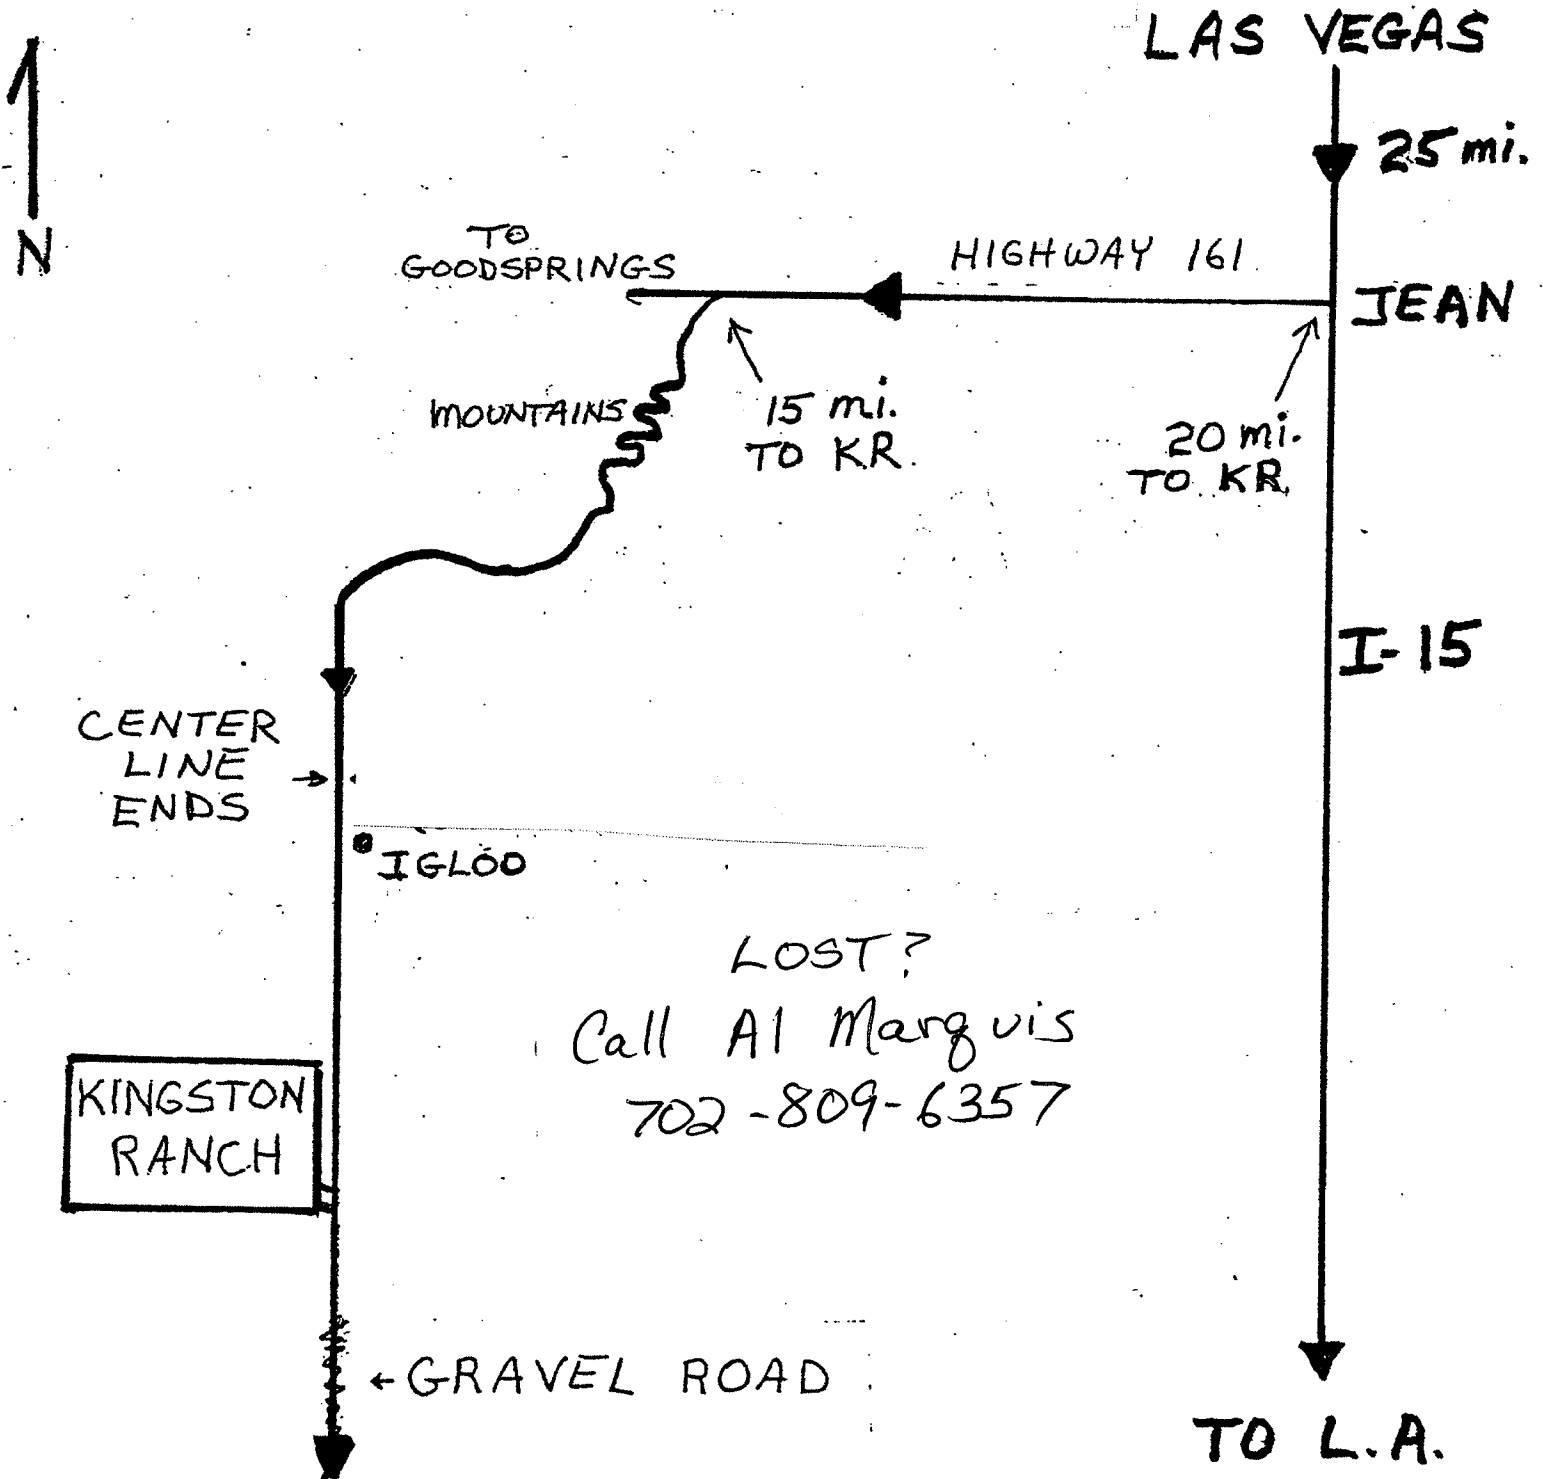 LAS VEGAS
25 mi.
N
TO
GOODSPRINGS
HIGHWAY 161
JEAN
MOUNTAINS
15 mi.
TO KR.
20 mi.
TO KR.
I-15
CENTER
LINE
ENDS
IGLOO
LOST?
Call Al Marquis
702-809-6357
KINGSTON
RANCH
←GRAVEL ROAD
TO L.A.